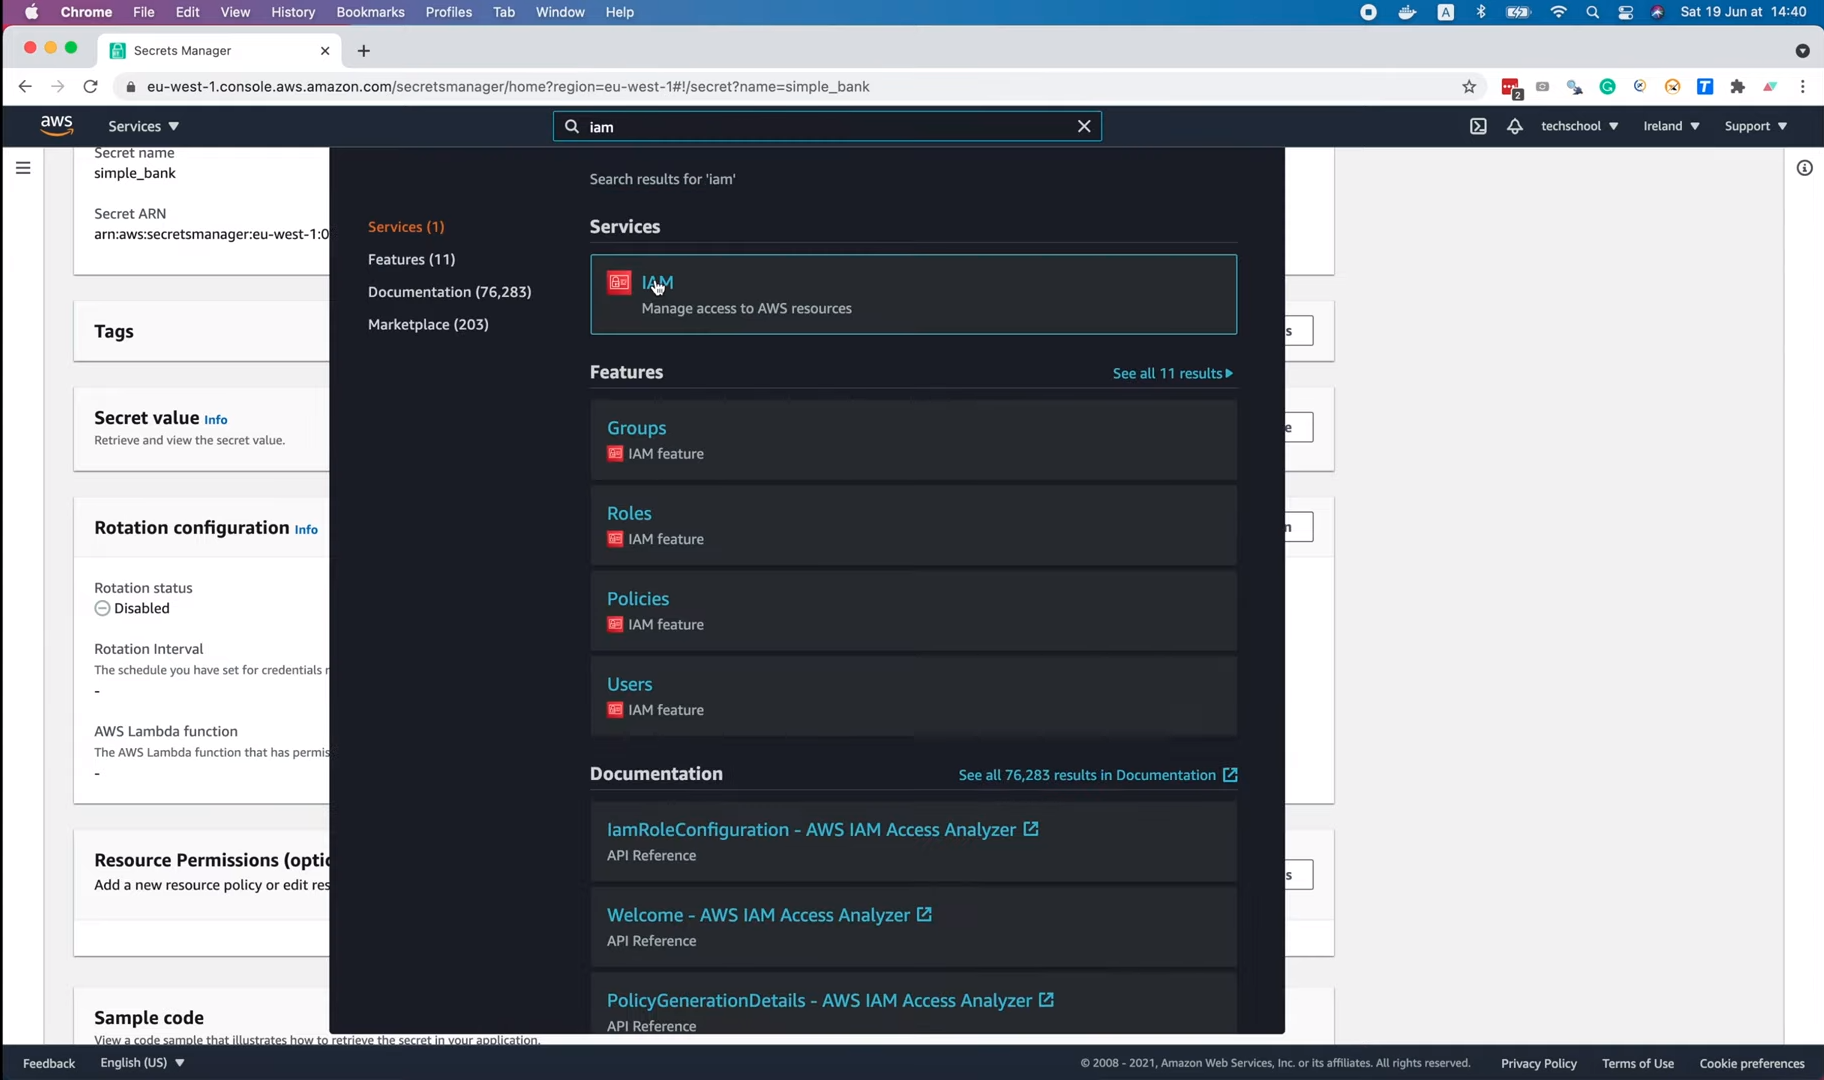 Chrome File Edit View History Bookmarks Profiles Tab Window Help A Sat 19 Jun at 14:40
Secrets Manager
eu-west-1.console.aws.amazon.com/secretsmanager/home?region=eu-west-1#!/secret?name=simple_bank 2
aws Services iam techschool Ireland Support
Secret name
simple_bank
Secret ARN
arn:aws:secretsmanager:eu-west-1:0
Tags
Secret value Info
Retrieve and view the secret value.
Rotation configuration Info
Rotation status
Disabled
Rotation Interval
The schedule you have set for credentials r
-
AWS Lambda function
The AWS Lambda function that has permis
-
Resource Permissions (optio
Add a new resource policy or edit res
Sample code
View a code sample that illustrates how to retrieve the secret in your application.
Search results for 'iam'
Services (1)
Features (11)
Documentation (76,283)
Marketplace (203)
Services
IAM
Manage access to AWS resources
Features See all 11 results
Groups
IAM feature
Roles
IAM feature
Policies
IAM feature
Users
IAM feature
Documentation See all 76,283 results in Documentation
IamRoleConfiguration - AWS IAM Access Analyzer
API Reference
Welcome - AWS IAM Access Analyzer
API Reference
PolicyGenerationDetails - AWS IAM Access Analyzer
API Reference
s
e
n
s
Feedback English (US) © 2008 - 2021, Amazon Web Services, Inc. or its affiliates. All rights reserved. Privacy Policy Terms of Use Cookie preferences